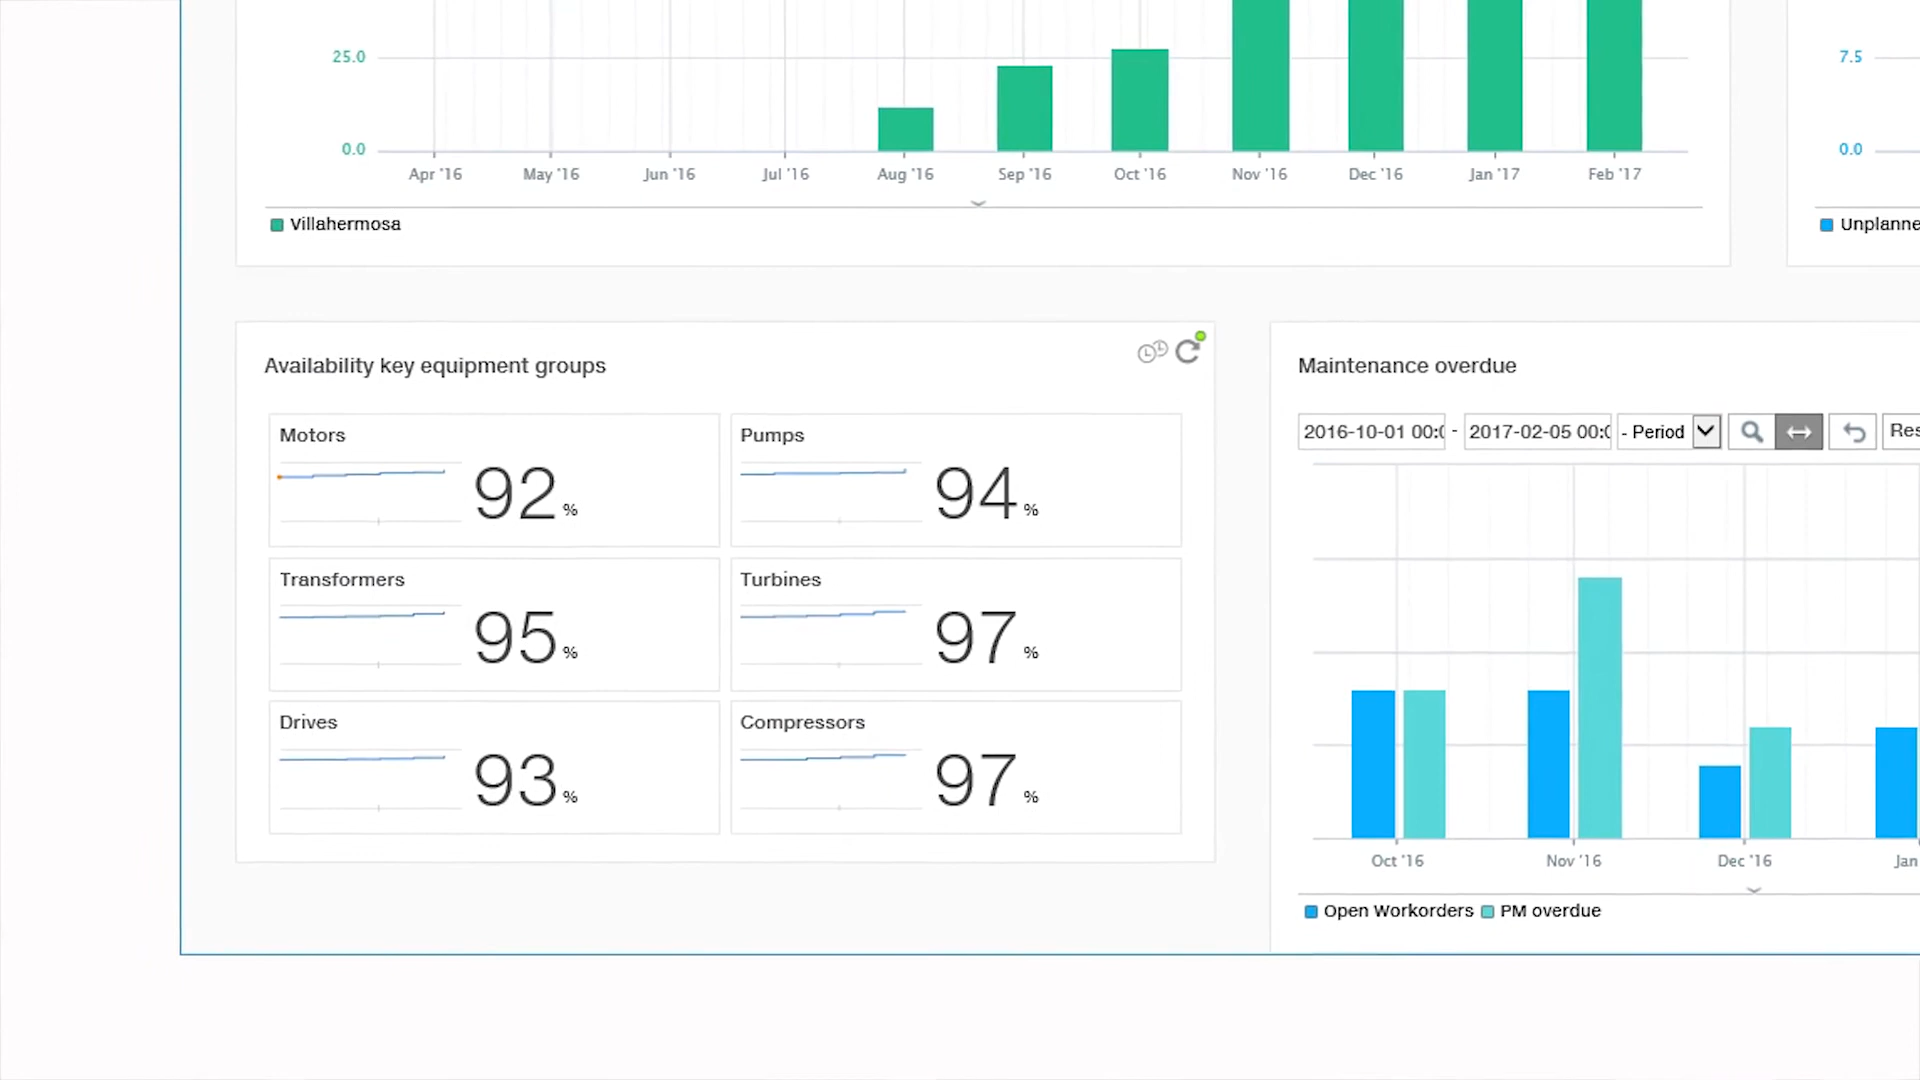 25.0
7.5
0.0
0.0
Apr '16 May '16 Jun '16 Jul '16 Aug '16 Sep '16 Oct '16 Nov '16 Dec '16 Jan '17 Feb '17
Villahermosa
Unplanne
Availability key equipment groups
Motors
92 %
Pumps
94 %
Transformers
95 %
Turbines
97 %
Drives
93 %
Compressors
97 %
Maintenance overdue
2016-10-01 00:0 - 2017-02-05 00:0 - Period Res
Oct '16 Nov '16 Dec '16 Jan
Open Workorders PM overdue